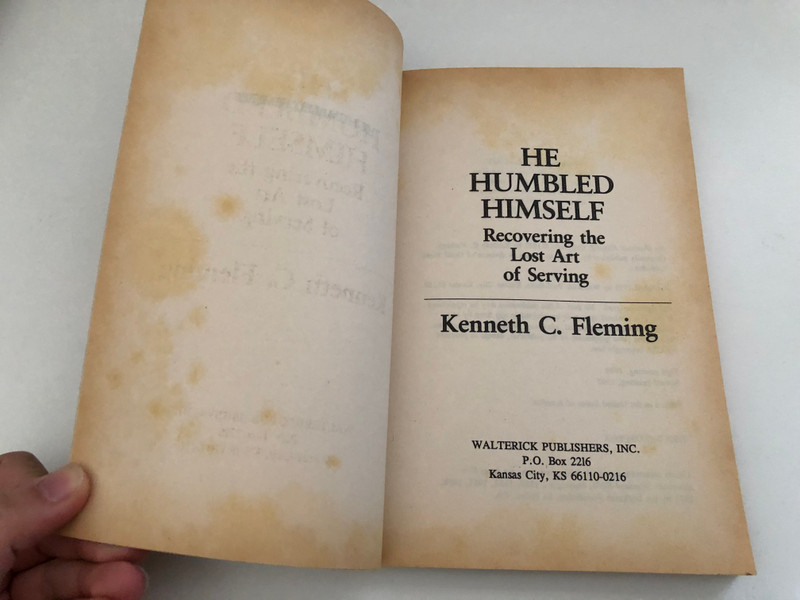 HE
HUMBLED
HIMSELF
Recovering the
Lost Art
of Serving
Kenneth C. Fleming
WALTERICK PUBLISHERS, INC.
P.O. Box 2216
Kansas City, KS 66110-0216